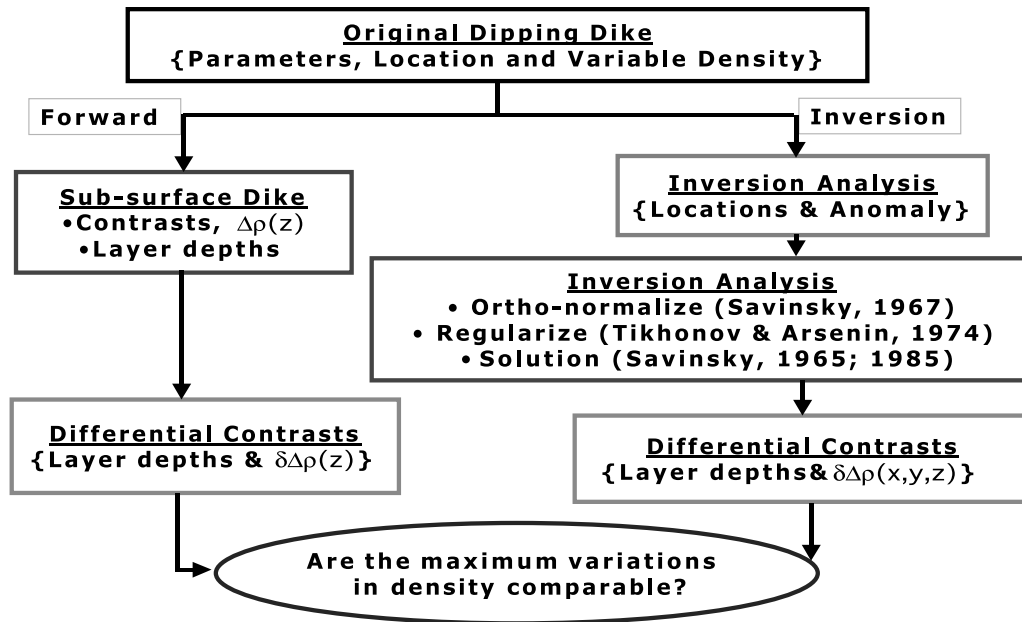 Original Dipping Dike
{Parameters, Location and Variable Density}
Forward
Inversion
Sub-surface Dike
•Contrasts, Δρ(z)
•Layer depths
Inversion Analysis
{Locations & Anomaly}
Inversion Analysis
• Ortho-normalize (Savinsky, 1967)
• Regularize (Tikhonov & Arsenin, 1974)
• Solution (Savinsky, 1965; 1985)
Differential Contrasts
{Layer depths & δΔρ(z)}
Differential Contrasts
{Layer depths& δΔρ(x,y,z)}
Are the maximum variations
in density comparable?